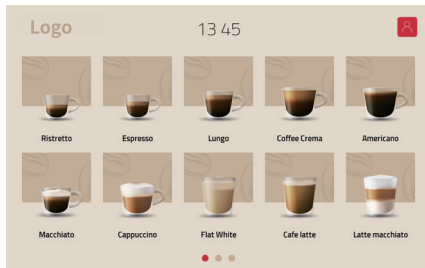 Logo
13 45
Ristretto
Espresso
Lungo
Coffee Crema
Americano
Macchiato
Cappuccino
Flat White
Cafe latte
Latte macchiato